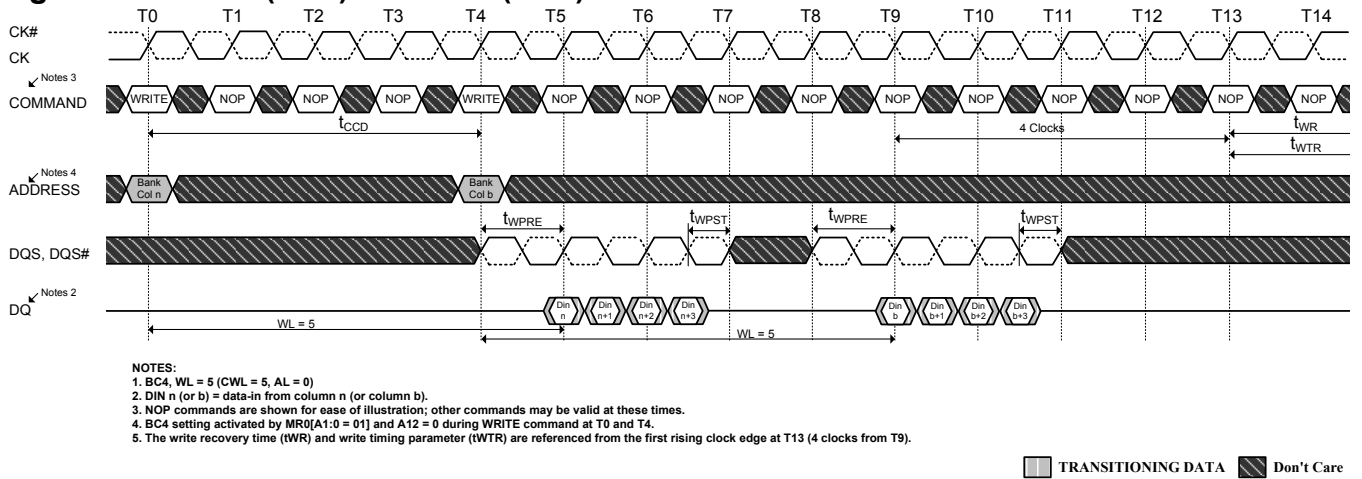 T0 T1 T2 T3 T4 T5 T6 T7 T8 T9 T10 T11 T12 T13 T14
CK#
CK
Notes 3
COMMAND WRITE NOP NOP NOP WRITE NOP NOP NOP NOP NOP NOP NOP NOP NOP NOP
tCCD 4 Clocks tWR
tWTR
Notes 4
ADDRESS
Bank Col n
Bank Col b
tWPRE tWPST tWPRE tWPST
DQS, DQS#
Notes 2
DQ
Din n
Din n+1
Din n+2
Din n+3
Din b
Din b+1
Din b+2
Din b+3
WL = 5 WL = 5
NOTES:
1. BC4, WL = 5 (CWL = 5, AL = 0)
2. DIN n (or b) = data-in from column n (or column b).
3. NOP commands are shown for ease of illustration; other commands may be valid at these times.
4. BC4 setting activated by MR0[A1:0 = 01] and A12 = 0 during WRITE command at T0 and T4.
5. The write recovery time (tWR) and write timing parameter (tWTR) are referenced from the first rising clock edge at T13 (4 clocks from T9).
TRANSITIONING DATA Don't Care